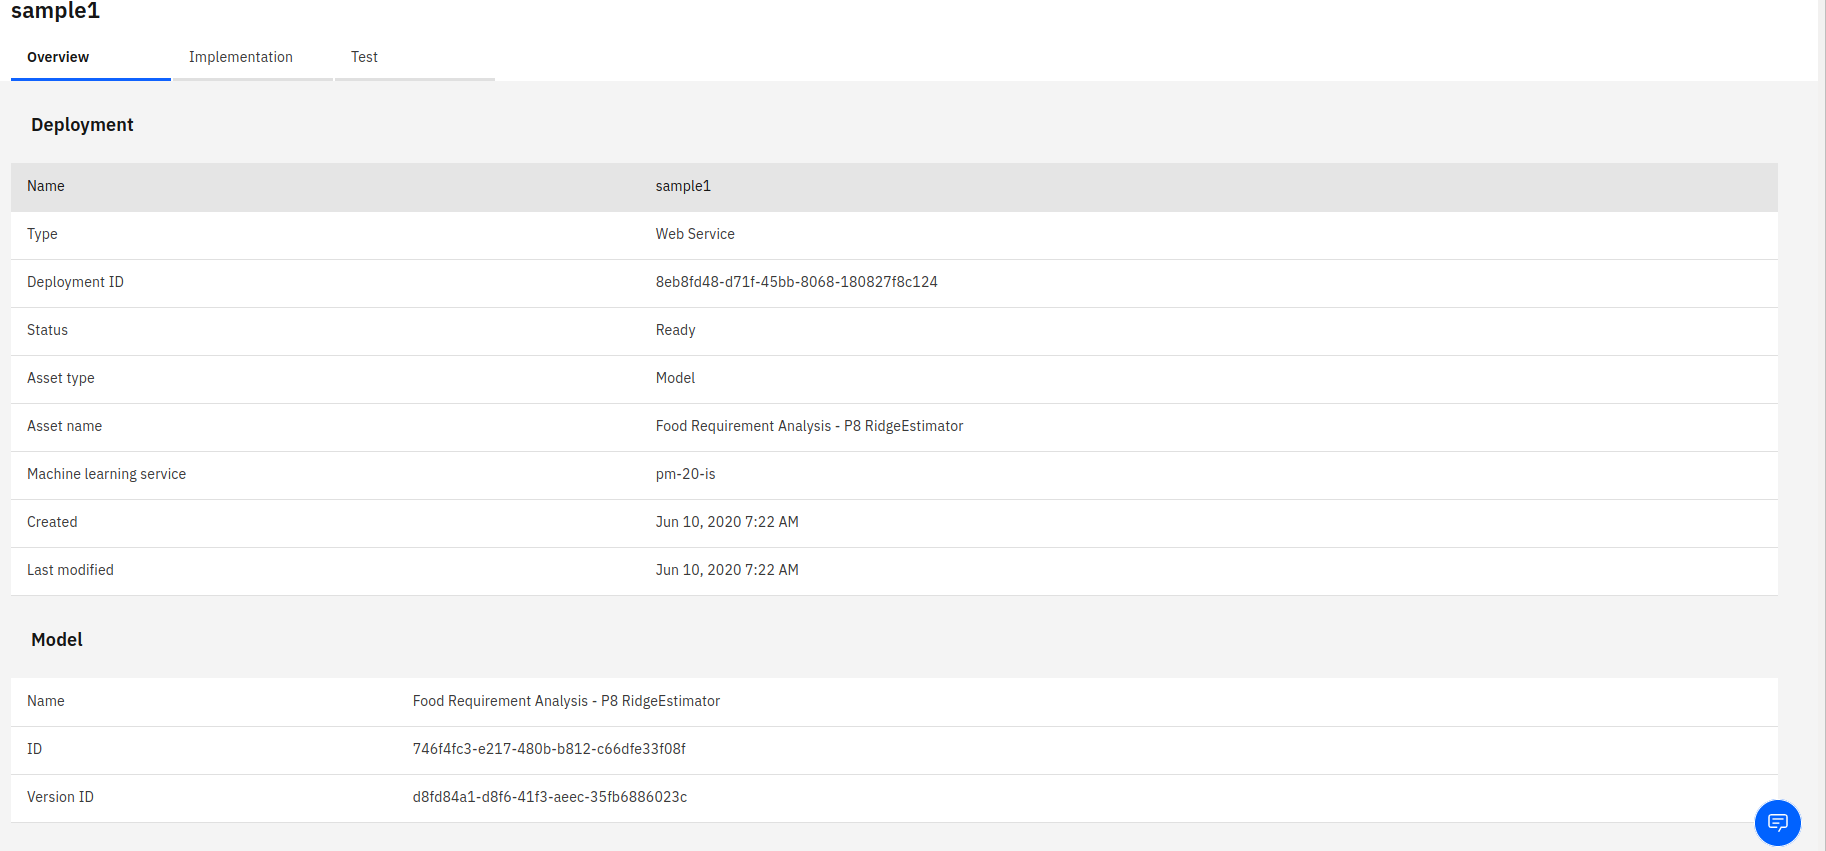 sample1
Overview Implementation Test
Deployment
Name sample1
Type Web Service
Deployment ID 8eb8fd48-d71f-45bb-8068-180827f8c124
Status Ready
Asset type Model
Asset name Food Requirement Analysis - P8 RidgeEstimator
Machine learning service pm-20-is
Created Jun 10, 2020 7:22 AM
Last modified Jun 10, 2020 7:22 AM
Model
Name Food Requirement Analysis - P8 RidgeEstimator
ID 746f4fc3-e217-480b-b812-c66dfe33f08f
Version ID d8fd84a1-d8f6-41f3-aeec-35fb6886023c